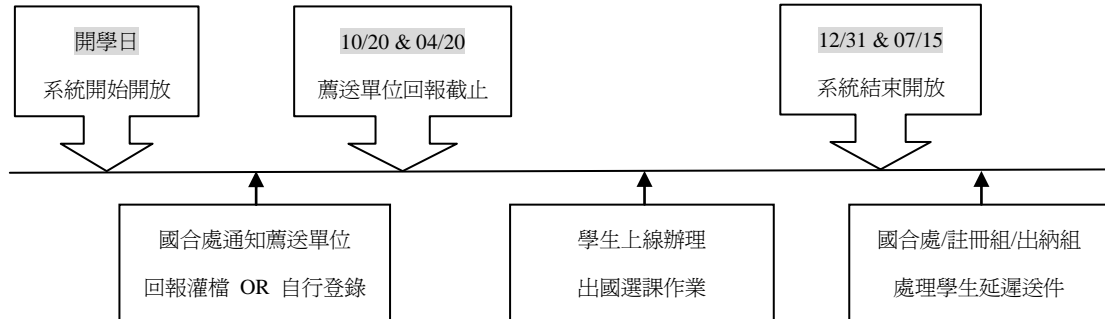 開學日
系統開始開放
10/20 & 04/20
薦送單位回報截止
12/31 & 07/15
系統結束開放
國合處通知薦送單位
回報灌檔 OR 自行登錄
學生上線辦理
出國選課作業
國合處/註冊組/出納組
處理學生延遲送件